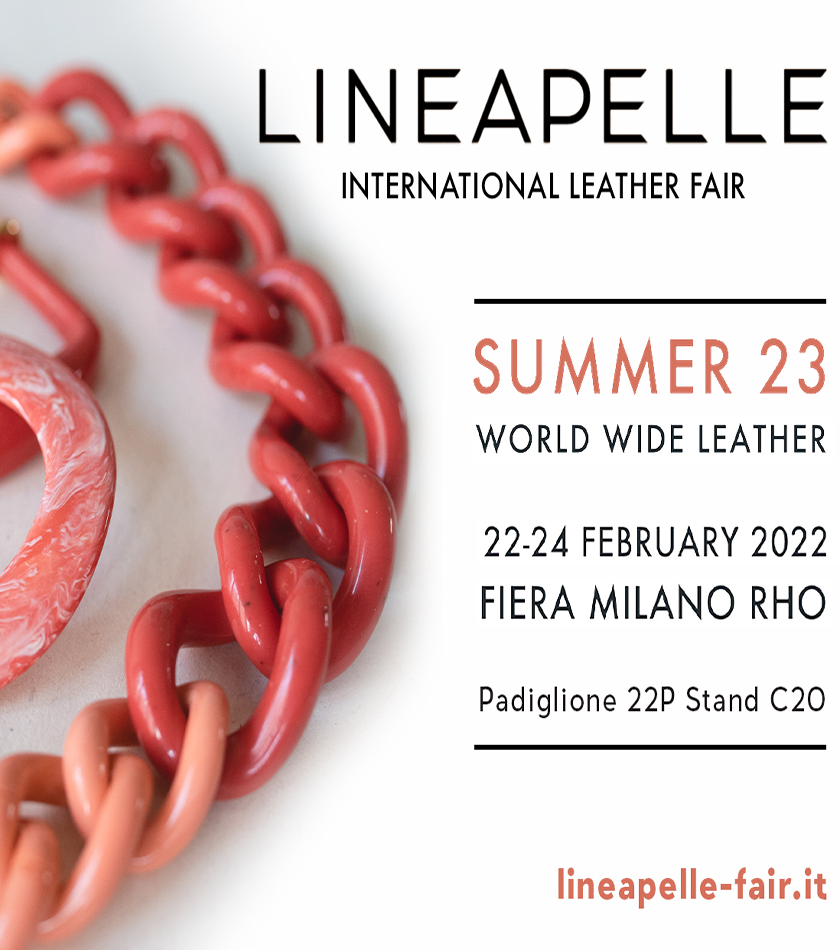 LINEAPELLE
INTERNATIONAL LEATHER FAIR
SUMMER 23
WORLD WIDE LEATHER
22-24 FEBRUARY 2022
FIERA MILANO RHO
Padiglione 22P Stand C20
lineapelle-fair.it